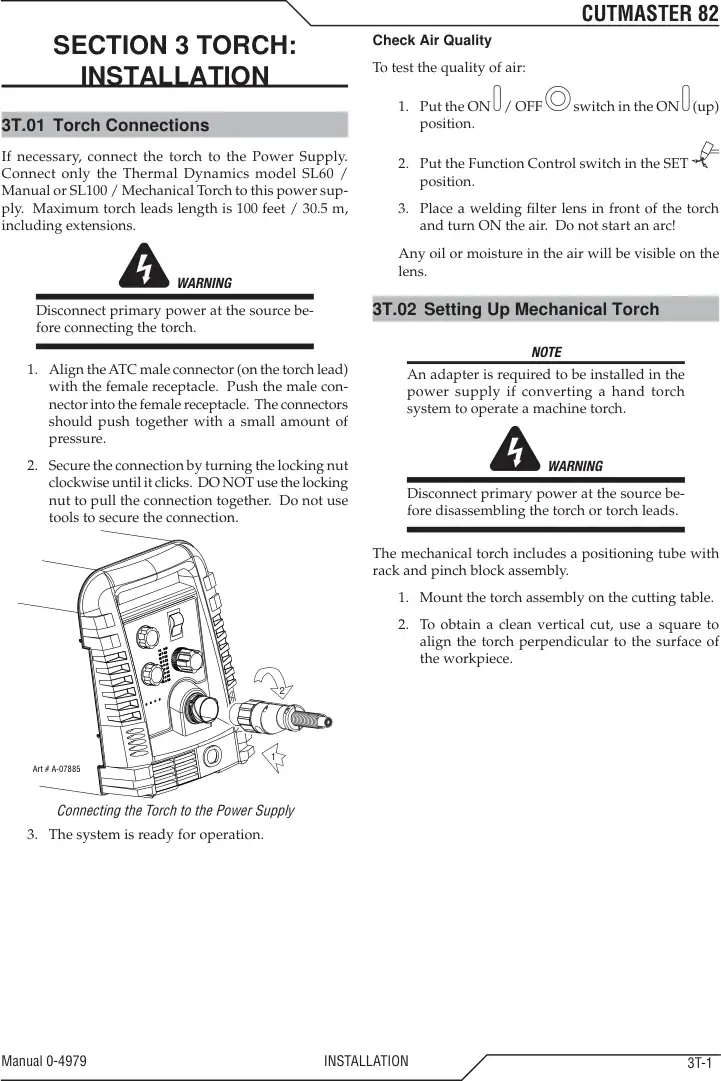 CUTMASTER 82
SECTION 3 TORCH:
INSTALLATION
3T.01 Torch Connections
If necessary, connect the torch to the Power Supply.
Connect only the Thermal Dynamics model SL60 /
Manual or SL100 / Mechanical Torch to this power sup-
ply. Maximum torch leads length is 100 feet / 30.5 m,
including extensions.
WARNING
Disconnect primary power at the source be-
fore connecting the torch.
1. Align the ATC male connector (on the torch lead)
with the female receptacle. Push the male con-
nector into the female receptacle. The connectors
should push together with a small amount of
pressure.
2. Secure the connection by turning the locking nut
clockwise until it clicks. DO NOT use the locking
nut to pull the connection together. Do not use
tools to secure the connection.
2
1
Art # A-07885
Connecting the Torch to the Power Supply
3. The system is ready for operation.
Check Air Quality
To test the quality of air:
1. Put the ON / OFF switch in the ON (up)
position.
2. Put the Function Control switch in the SET
position.
3. Place a welding filter lens in front of the torch
and turn ON the air. Do not start an arc!
Any oil or moisture in the air will be visible on the
lens.
3T.02 Setting Up Mechanical Torch
NOTE
An adapter is required to be installed in the
power supply if converting a hand torch
system to operate a machine torch.
WARNING
Disconnect primary power at the source be-
fore disassembling the torch or torch leads.
The mechanical torch includes a positioning tube with
rack and pinch block assembly.
1. Mount the torch assembly on the cutting table.
2. To obtain a clean vertical cut, use a square to
align the torch perpendicular to the surface of
the workpiece.
Manual 0-4979
INSTALLATION
3T-1